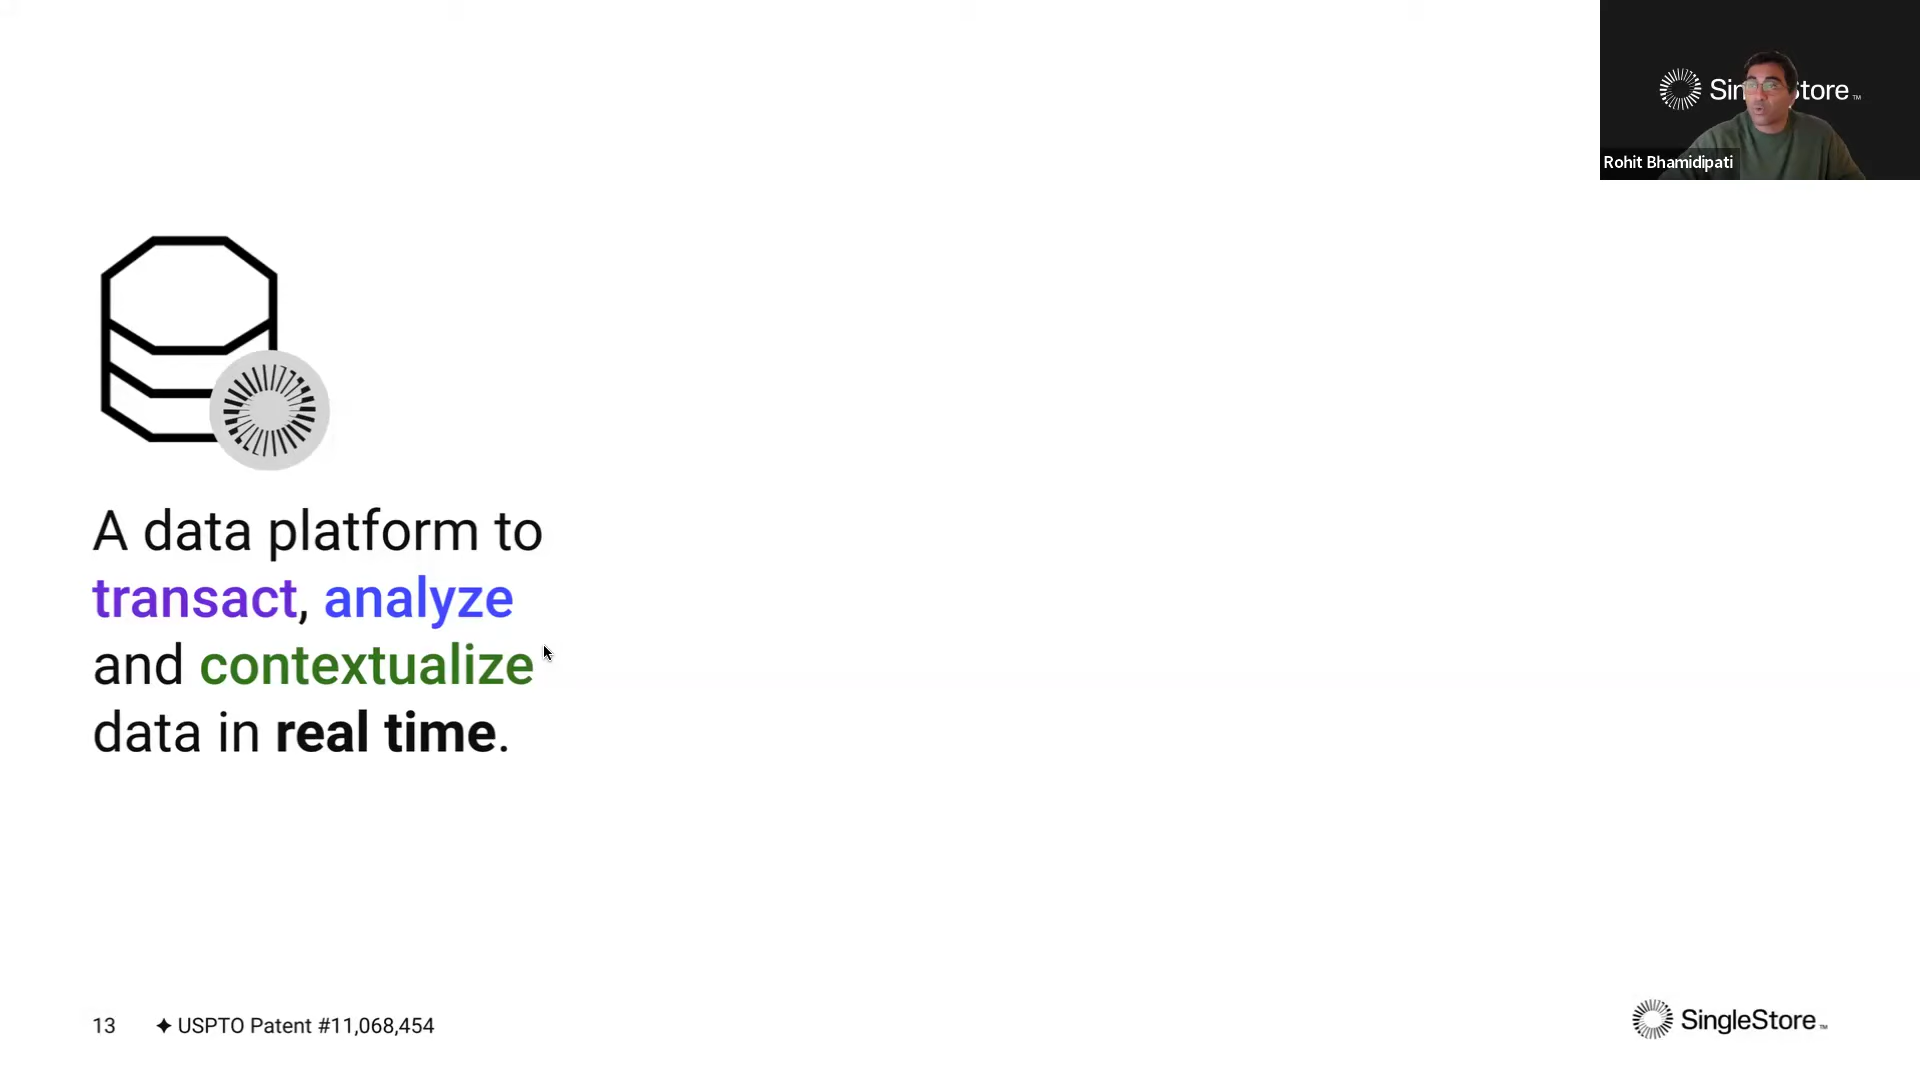 Rohit Bhamidipati
A data platform to
transact, analyze
and contextualize
data in real time.
13
✦ USPTO Patent #11,068,454
SingleStore™